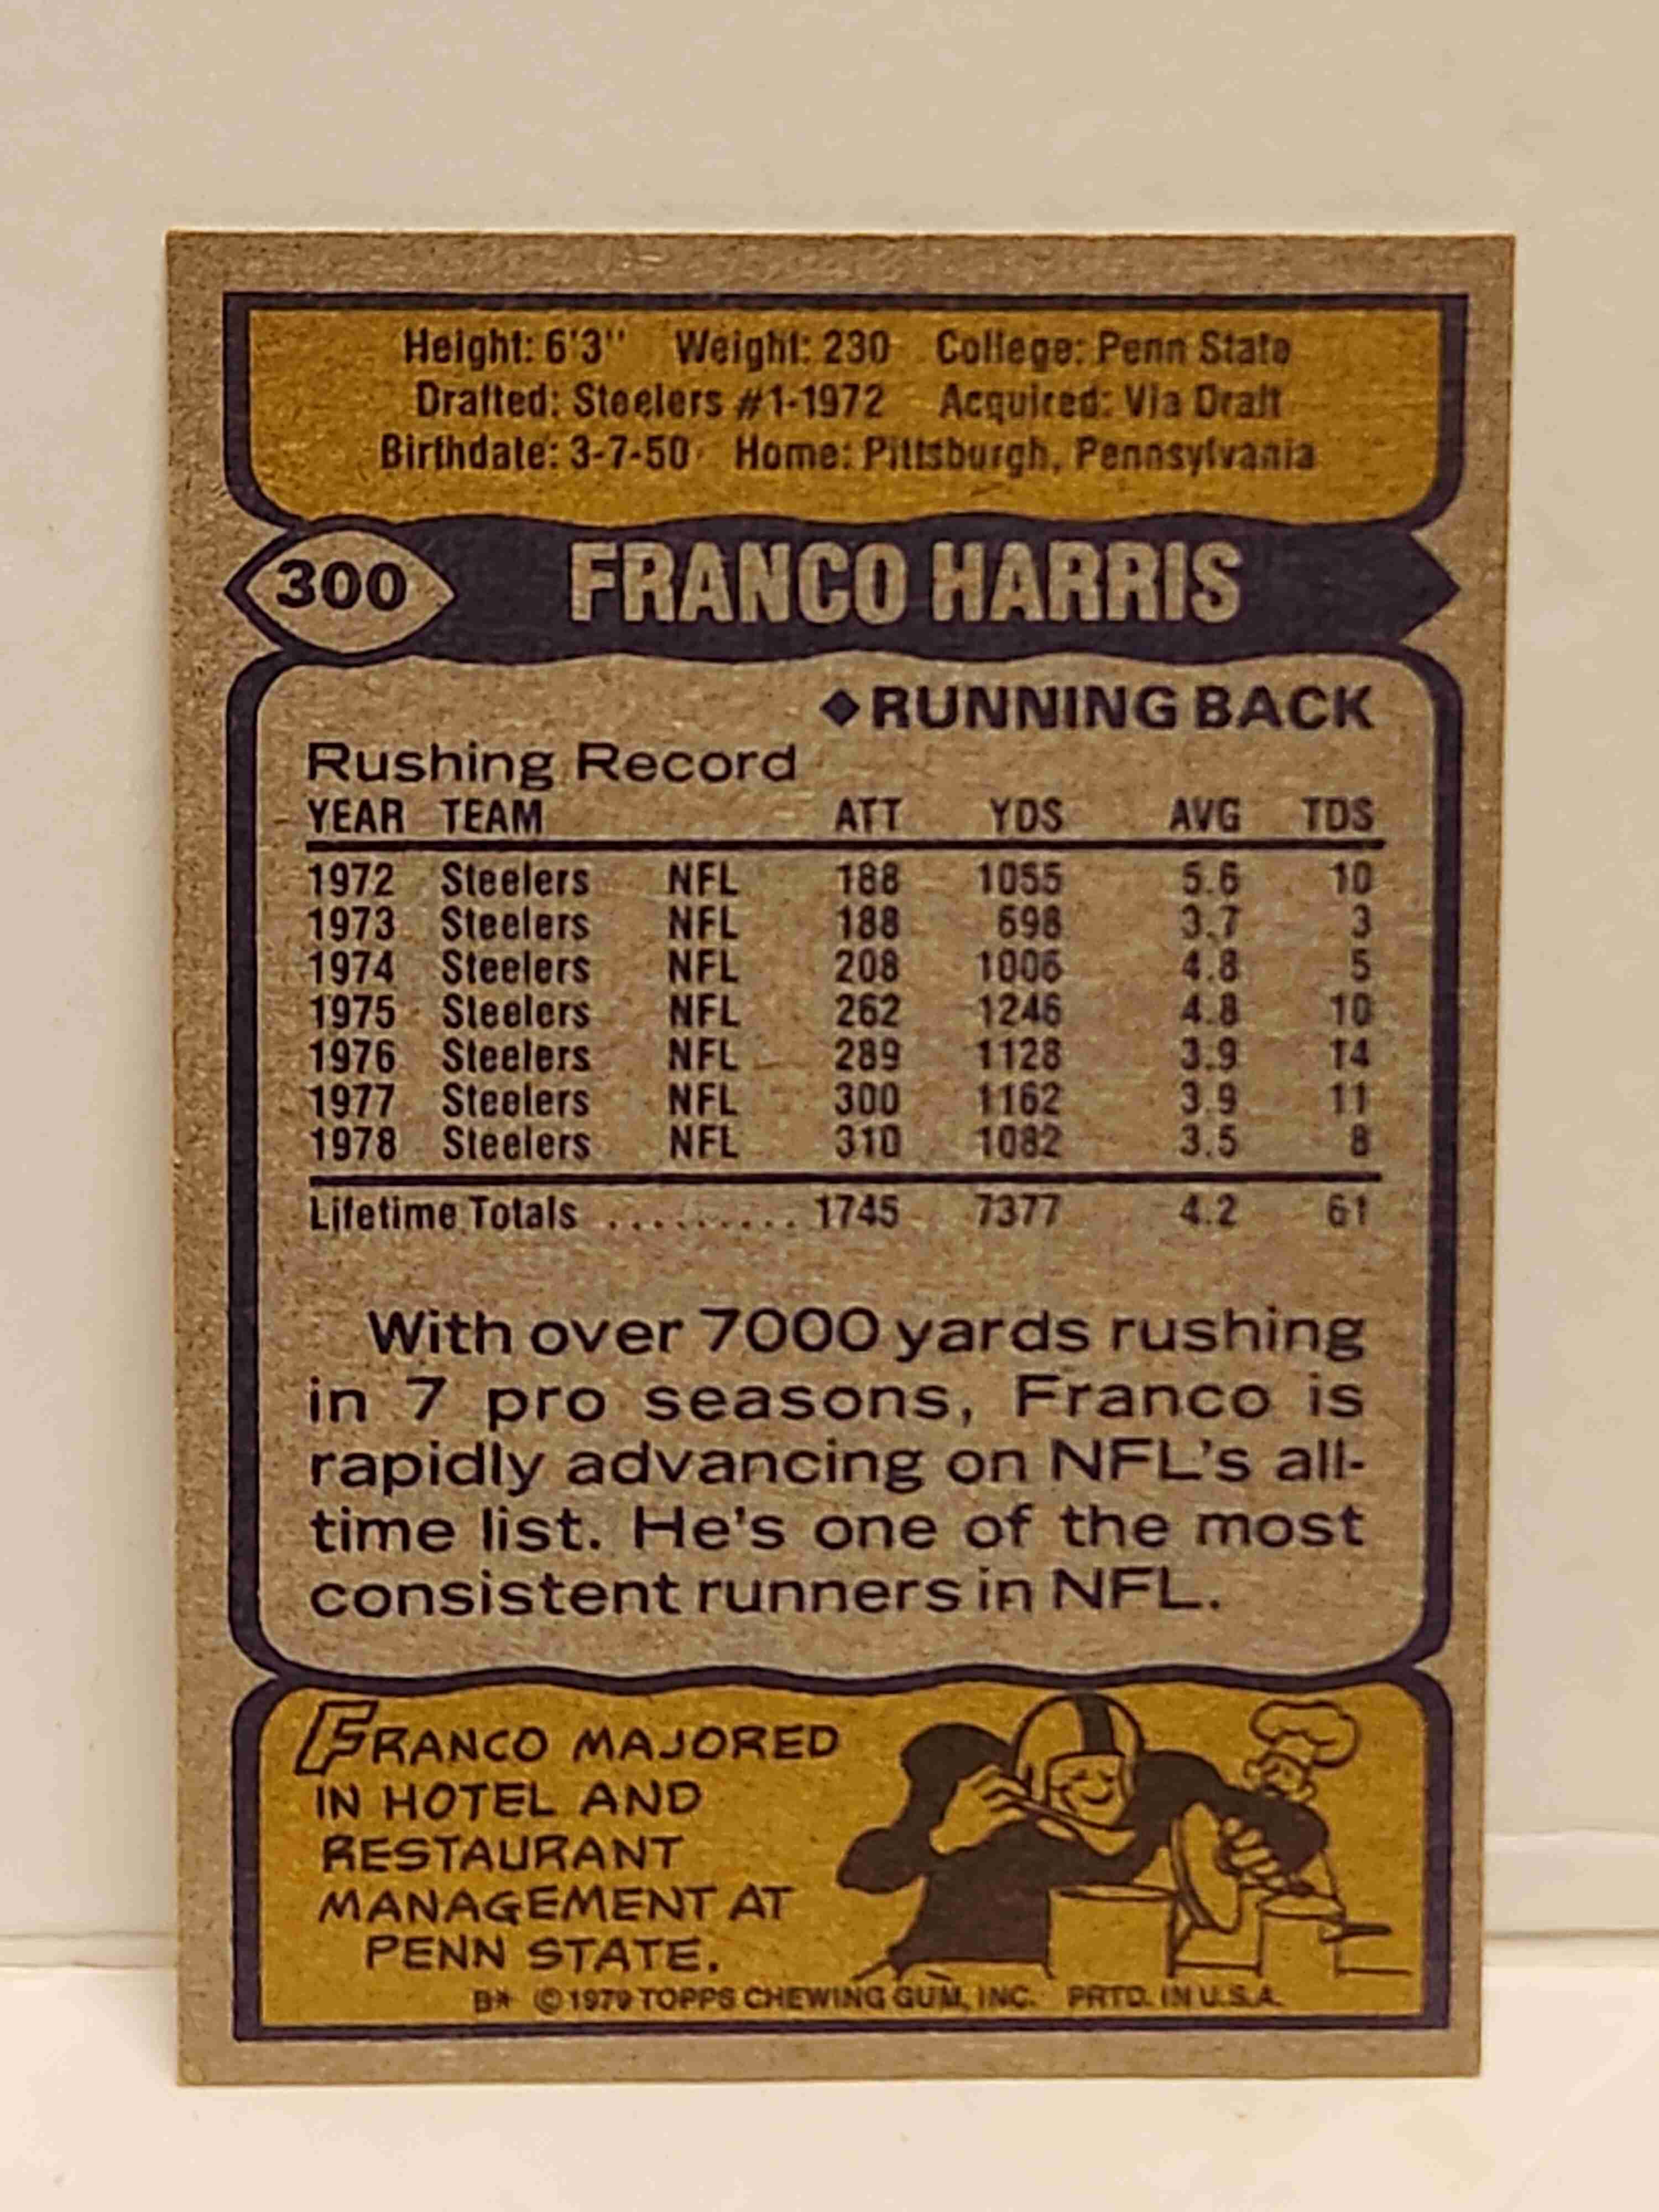 Height: 6'3" Weight: 230 College: Penn State
Drafted: Steelers #1-1972 Acquired: Via Draft
Birthdate: 3-7-50 Home: Pittsburgh, Pennsylvania
300 FRANCO HARRIS
◆RUNNING BACK
Rushing Record
YEAR TEAM ATT YDS AVG TDS
1972 Steelers NFL 188 1055 5.6 10
1973 Steelers NFL 188 698 3.7 3
1974 Steelers NFL 208 1006 4.8 5
1975 Steelers NFL 262 1246 4.8 10
1976 Steelers NFL 289 1128 3.9 14
1977 Steelers NFL 300 1162 3.9 11
1978 Steelers NFL 310 1082 3.5 8
Lifetime Totals .......... 1745 7377 4.2 61
With over 7000 yards rushing
in 7 pro seasons, Franco is
rapidly advancing on NFL's all-
time list. He's one of the most
consistent runners in NFL.
FRANCO MAJORED
IN HOTEL AND
RESTAURANT
MANAGEMENT AT
PENN STATE.
B* © 1979 TOPPS CHEWING GUM, INC. PRTD. IN U.S.A.